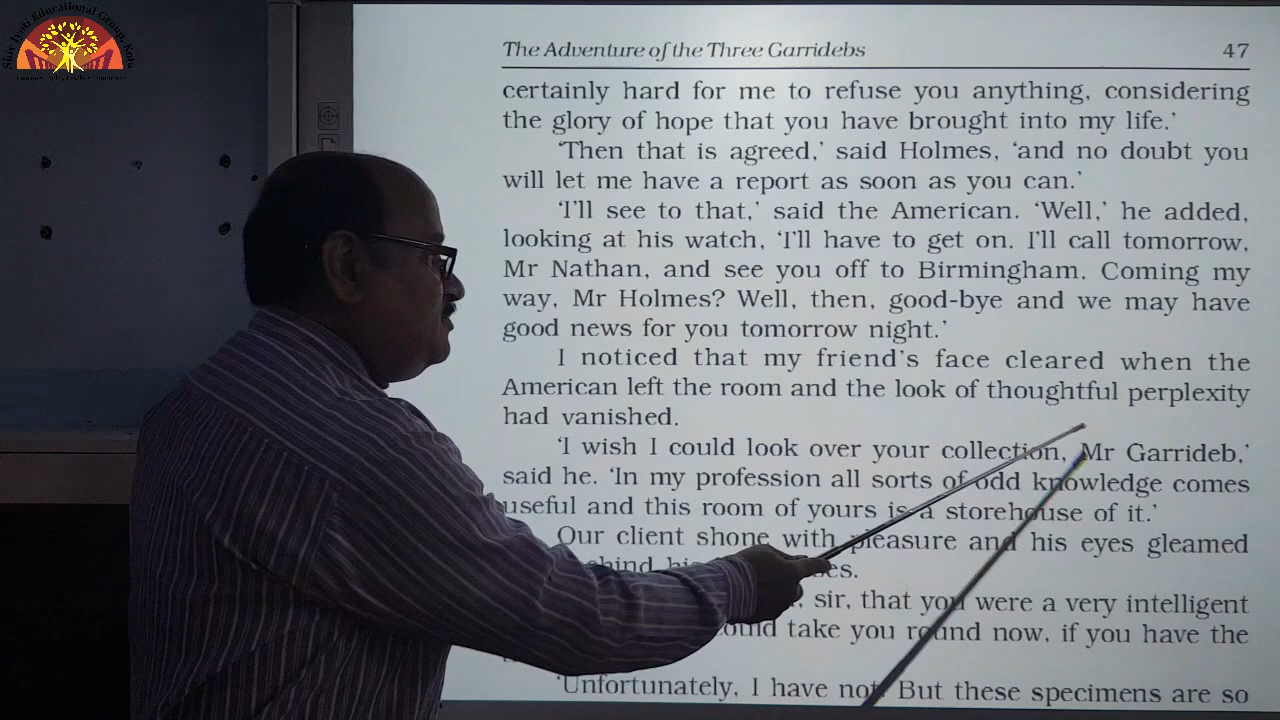 Shiv Jyoti Educational Group, Kota
The Adventure of the Three Garridebs 47
certainly hard for me to refuse you anything, considering
the glory of hope that you have brought into my life.’
‘Then that is agreed,’ said Holmes, ‘and no doubt you
will let me have a report as soon as you can.’
‘I’ll see to that,’ said the American. ‘Well,’ he added,
looking at his watch, ‘I’ll have to get on. I’ll call tomorrow,
Mr Nathan, and see you off to Birmingham. Coming my
way, Mr Holmes? Well, then, good-bye and we may have
good news for you tomorrow night.’
I noticed that my friend’s face cleared when the
American left the room and the look of thoughtful perplexity
had vanished.
‘I wish I could look over your collection, Mr Garrideb,’
said he. ‘In my profession all sorts of odd knowledge comes
useful and this room of yours is a storehouse of it.’
Our client shone with pleasure and his eyes gleamed
sir, that you were a very intelligent
take you round now, if you have the
‘Unfortunately, I have not. But these specimens are so